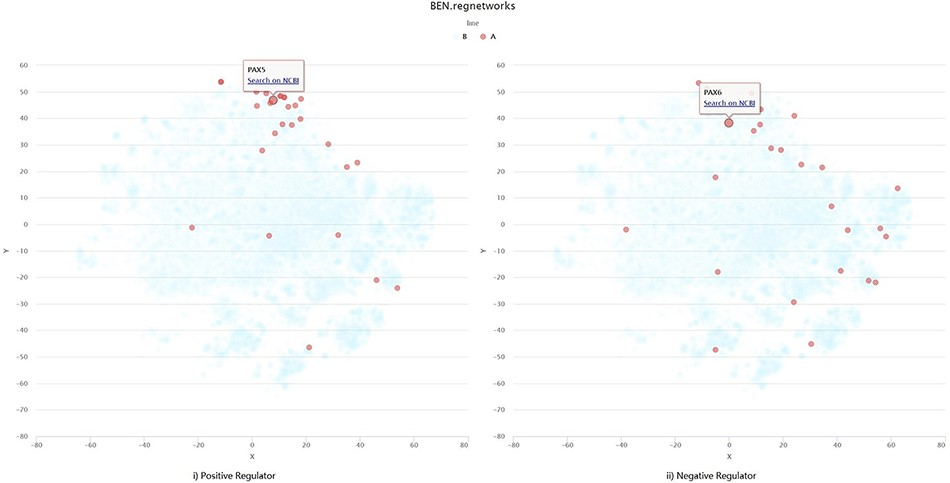 BEN.regnetworks
line
B A
PAX5
Search on NCBI
PAX6
Search on NCBI
60
50
40
30
20
10
0
-10
-20
-30
-40
-50
-60
-70
-80
Y
-80 -60 -40 -20 0 20 40 60 80
X
60
50
40
30
20
10
0
-10
-20
-30
-40
-50
-60
-70
-80
Y
-80 -60 -40 -20 0 20 40 60 80
X
i) Positive Regulator
ii) Negative Regulator